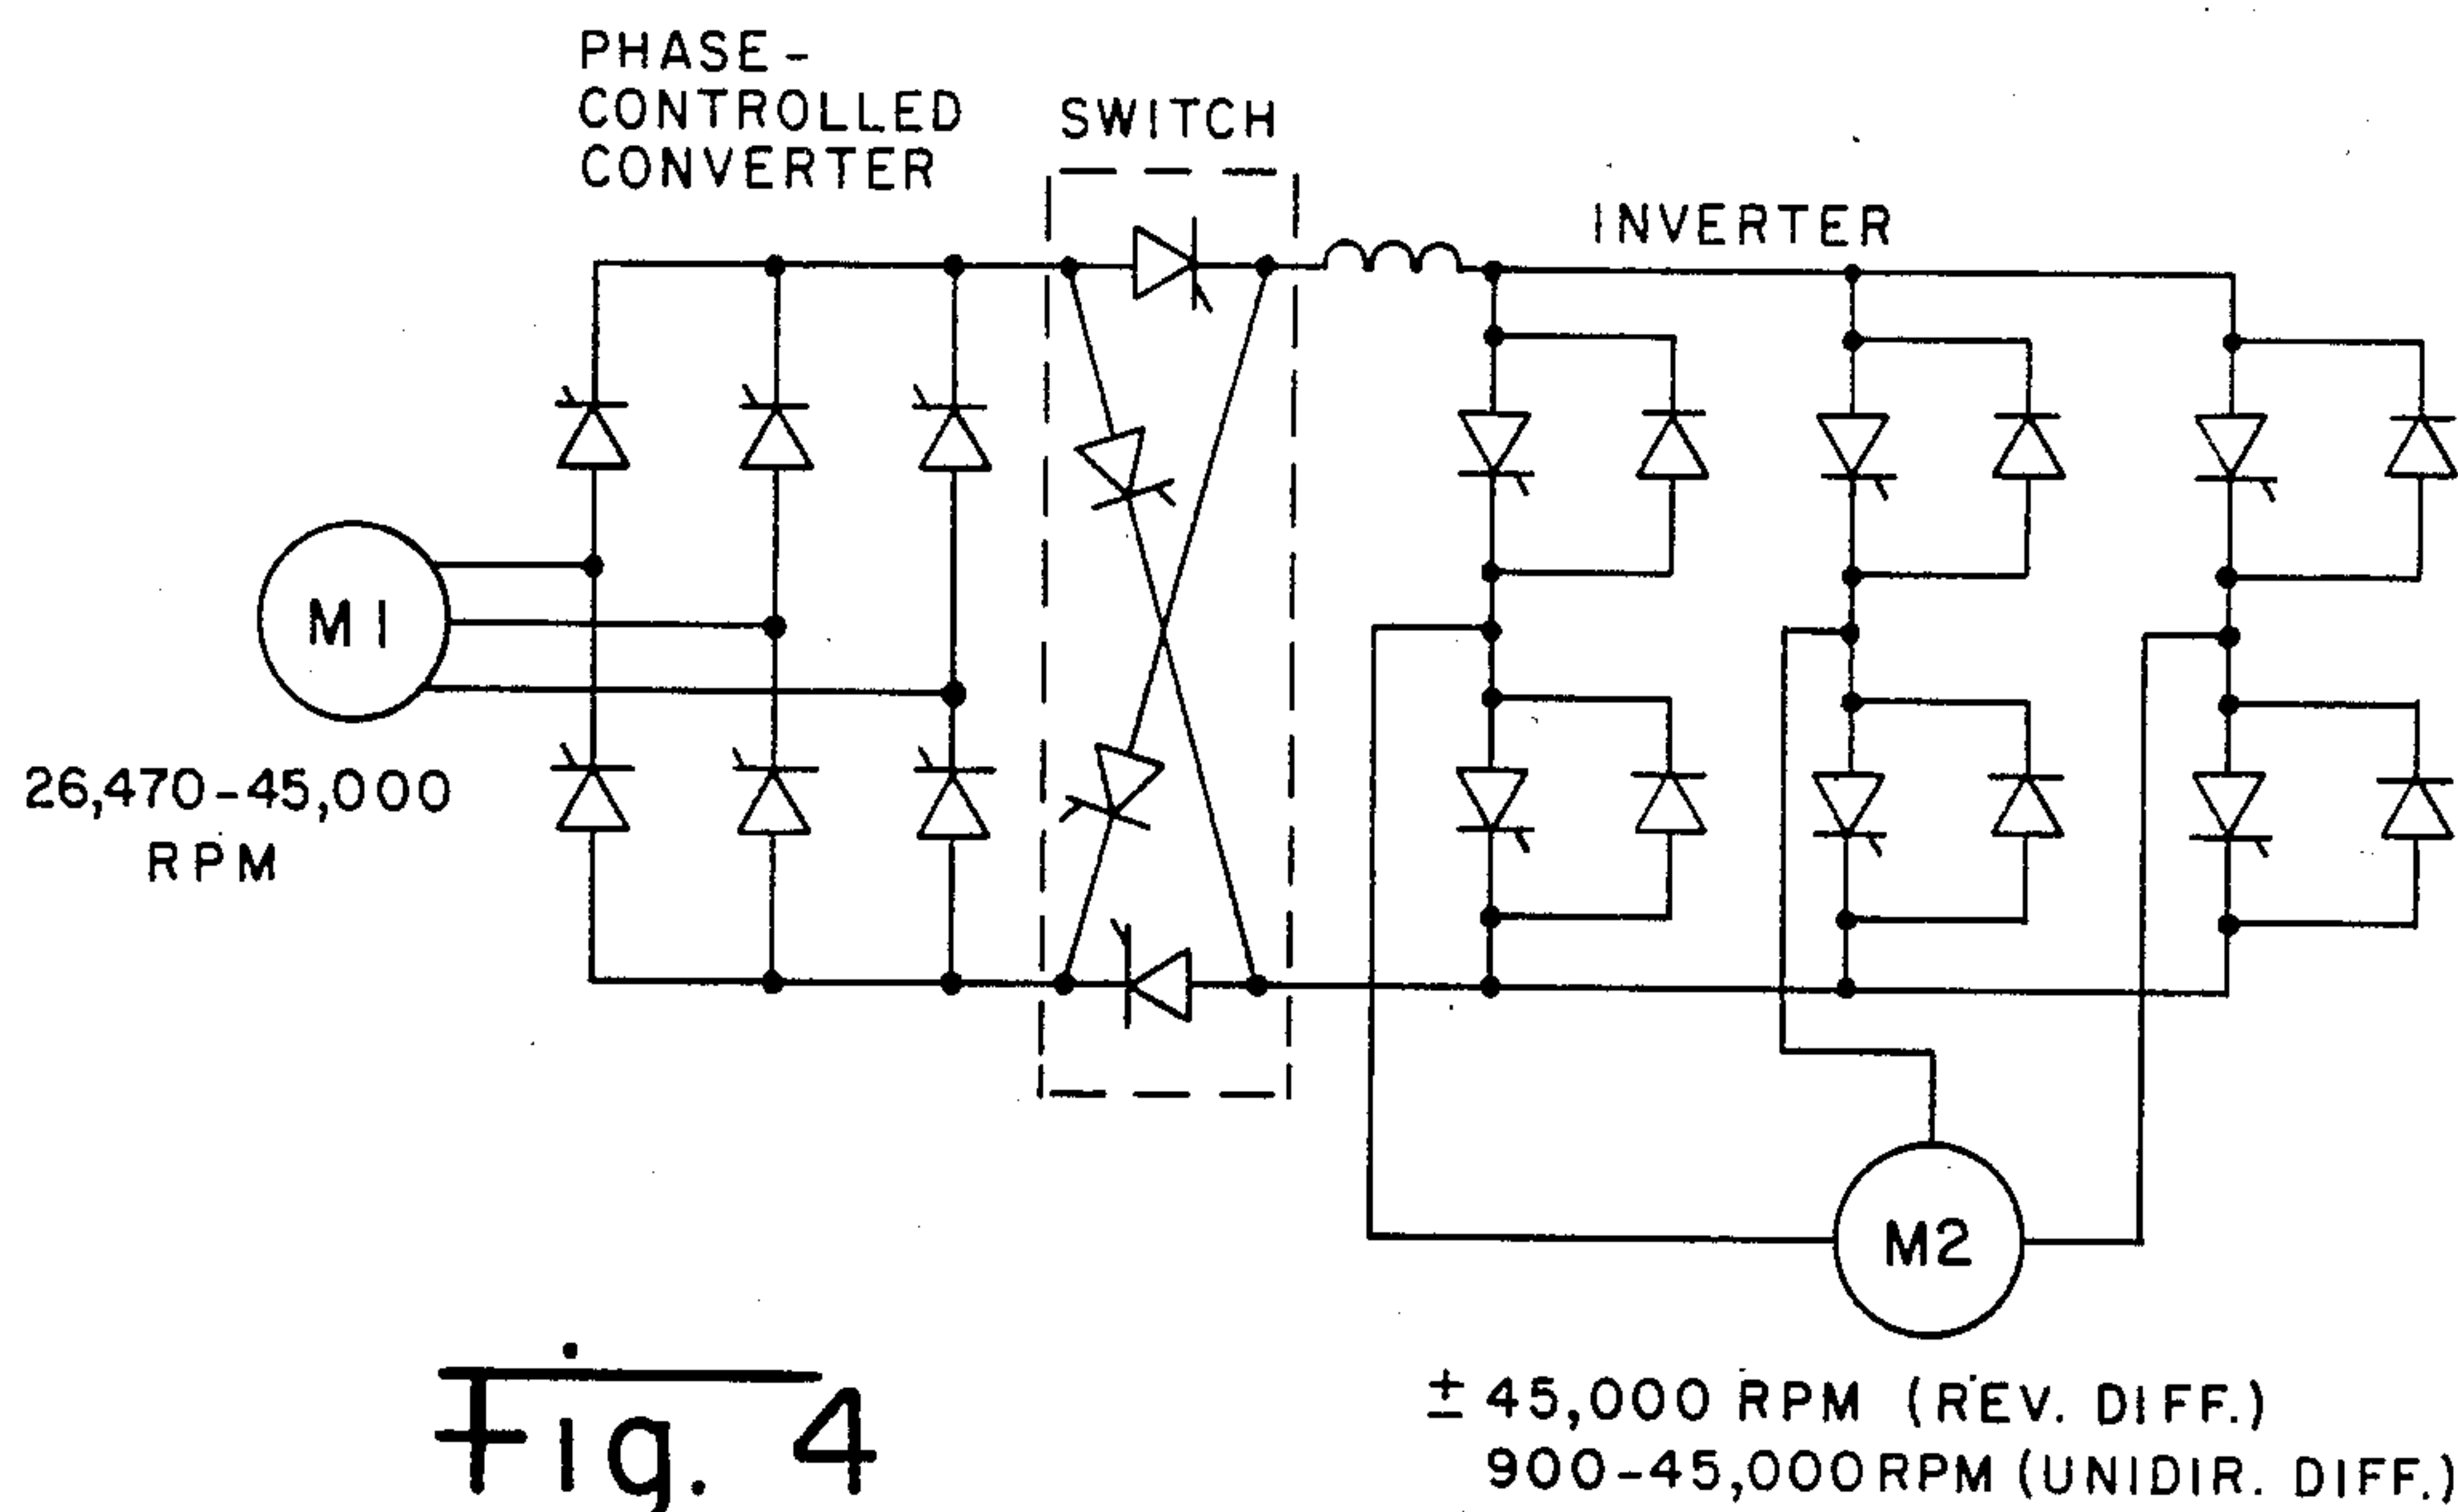 PHASE-
CONTROLLED
CONVERTER
SWITCH
INVERTER
M1
26,470-45,000
RPM
M2
± 45,000 RPM (REV. DIFF.)
900-45,000 RPM (UNIDIR. DIFF.)
Fig. 4